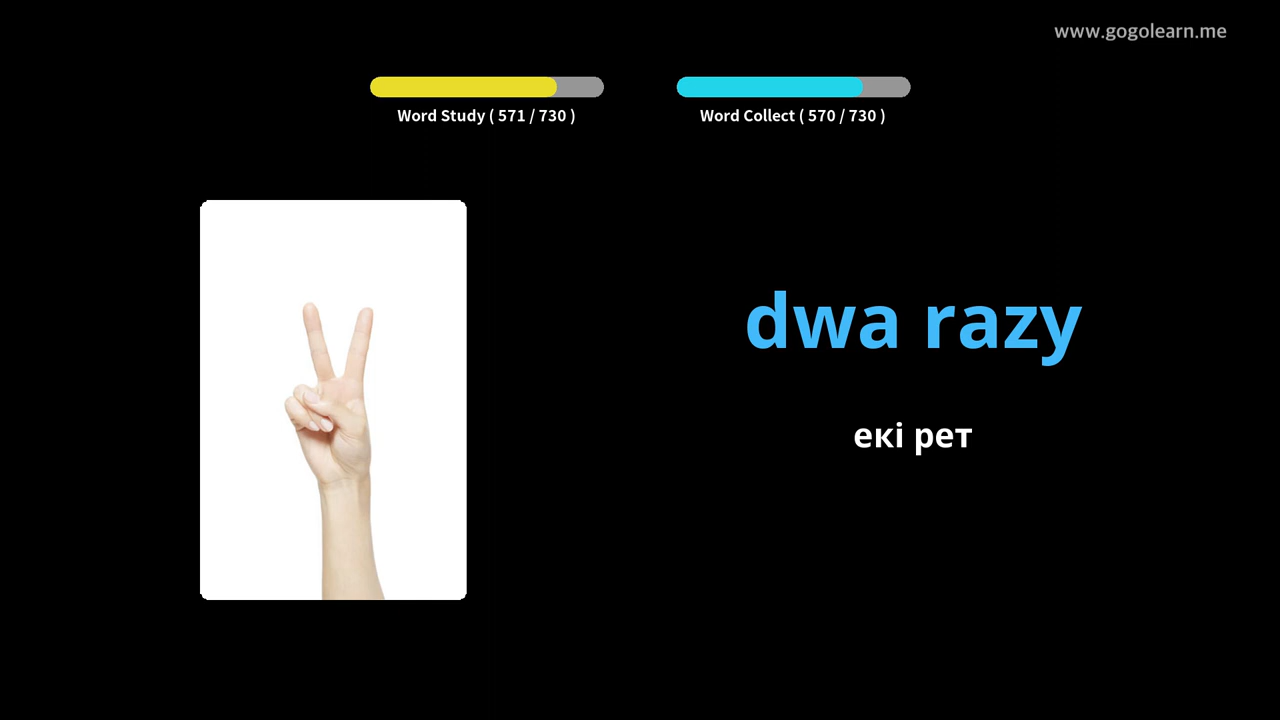 www.gogolearn.me
Word Study ( 571 / 730 )
Word Collect ( 570 / 730 )
dwa razy
екі рет